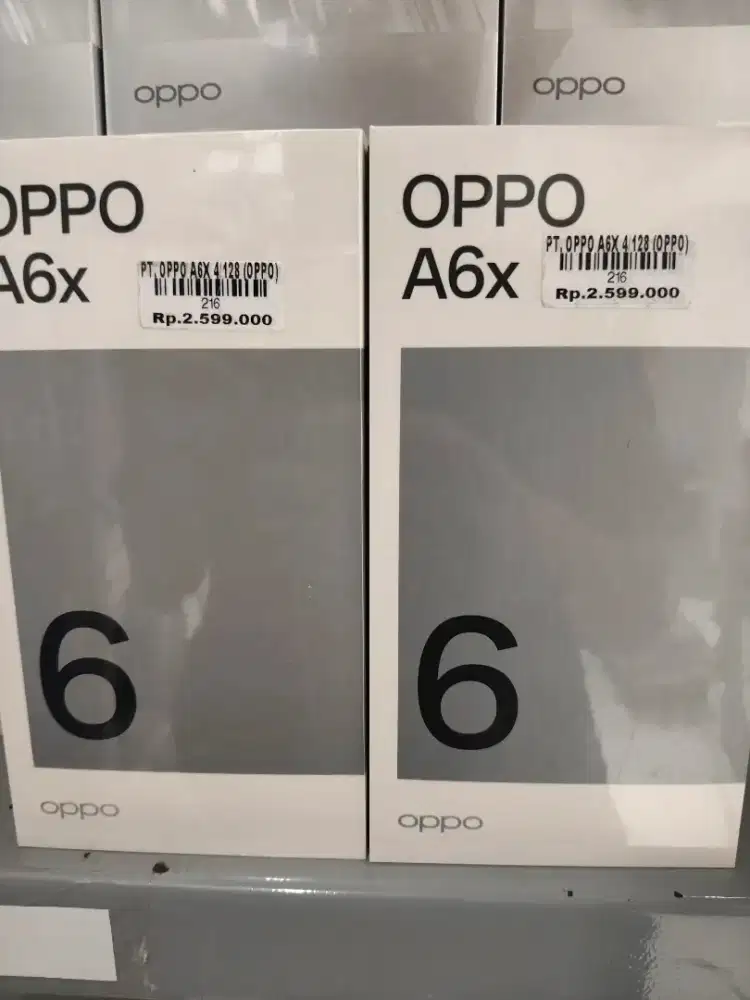 oppo
oppo
OPPO
A6x
PT. OPPO A6X 4 128 (OPPO)
216
Rp.2.599.000
6
oppo
OPPO
A6x
PT. OPPO A6X 4 128 (OPPO)
216
Rp.2.599.000
6
oppo